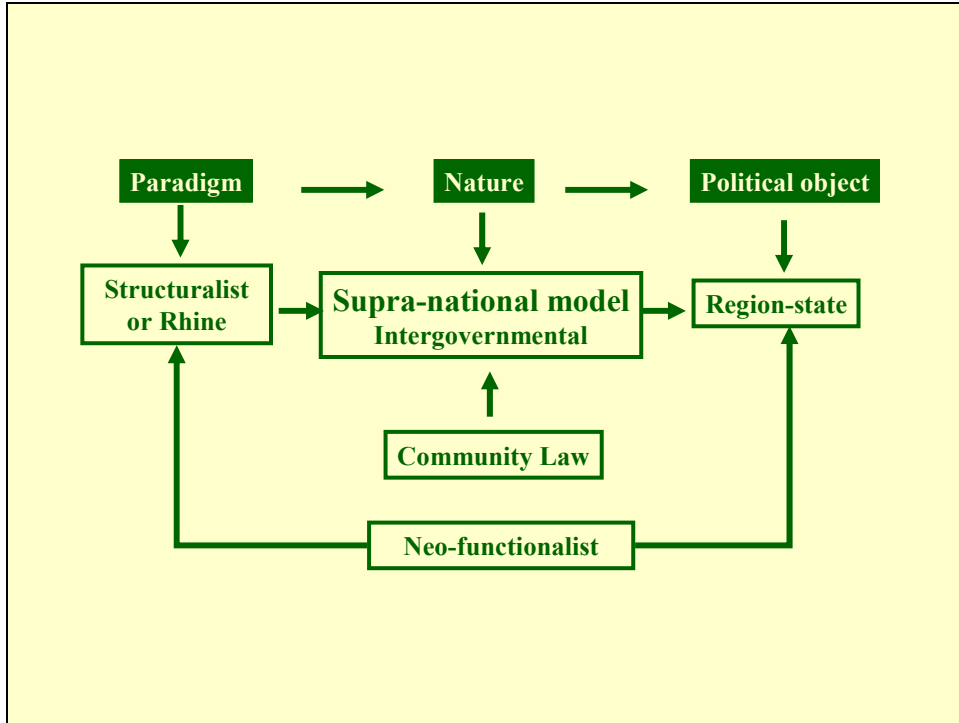 Paradigm
Nature
Political object
Structuralist
or Rhine
Supra-national model
Intergovernmental
Region-state
Community Law
Neo-functionalist